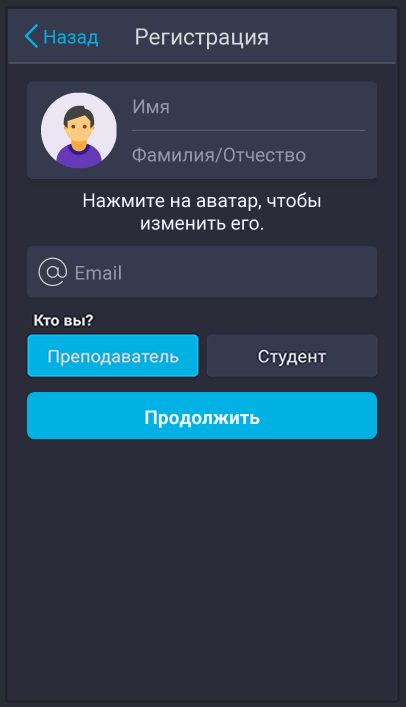 Назад
Регистрация
Имя
Фамилия/Отчество
Нажмите на аватар, чтобы
изменить его.
Email
Кто вы?
Преподаватель
Студент
Продолжить